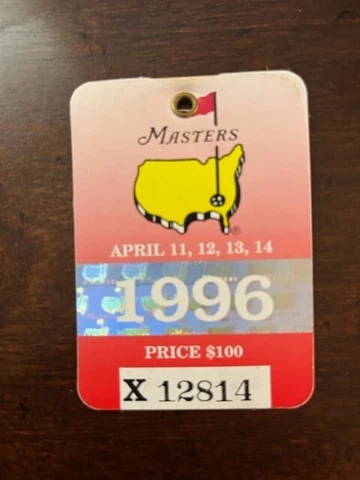 MASTERS
®
APRIL 11, 12, 13, 14
1996
PRICE $100
X 12814